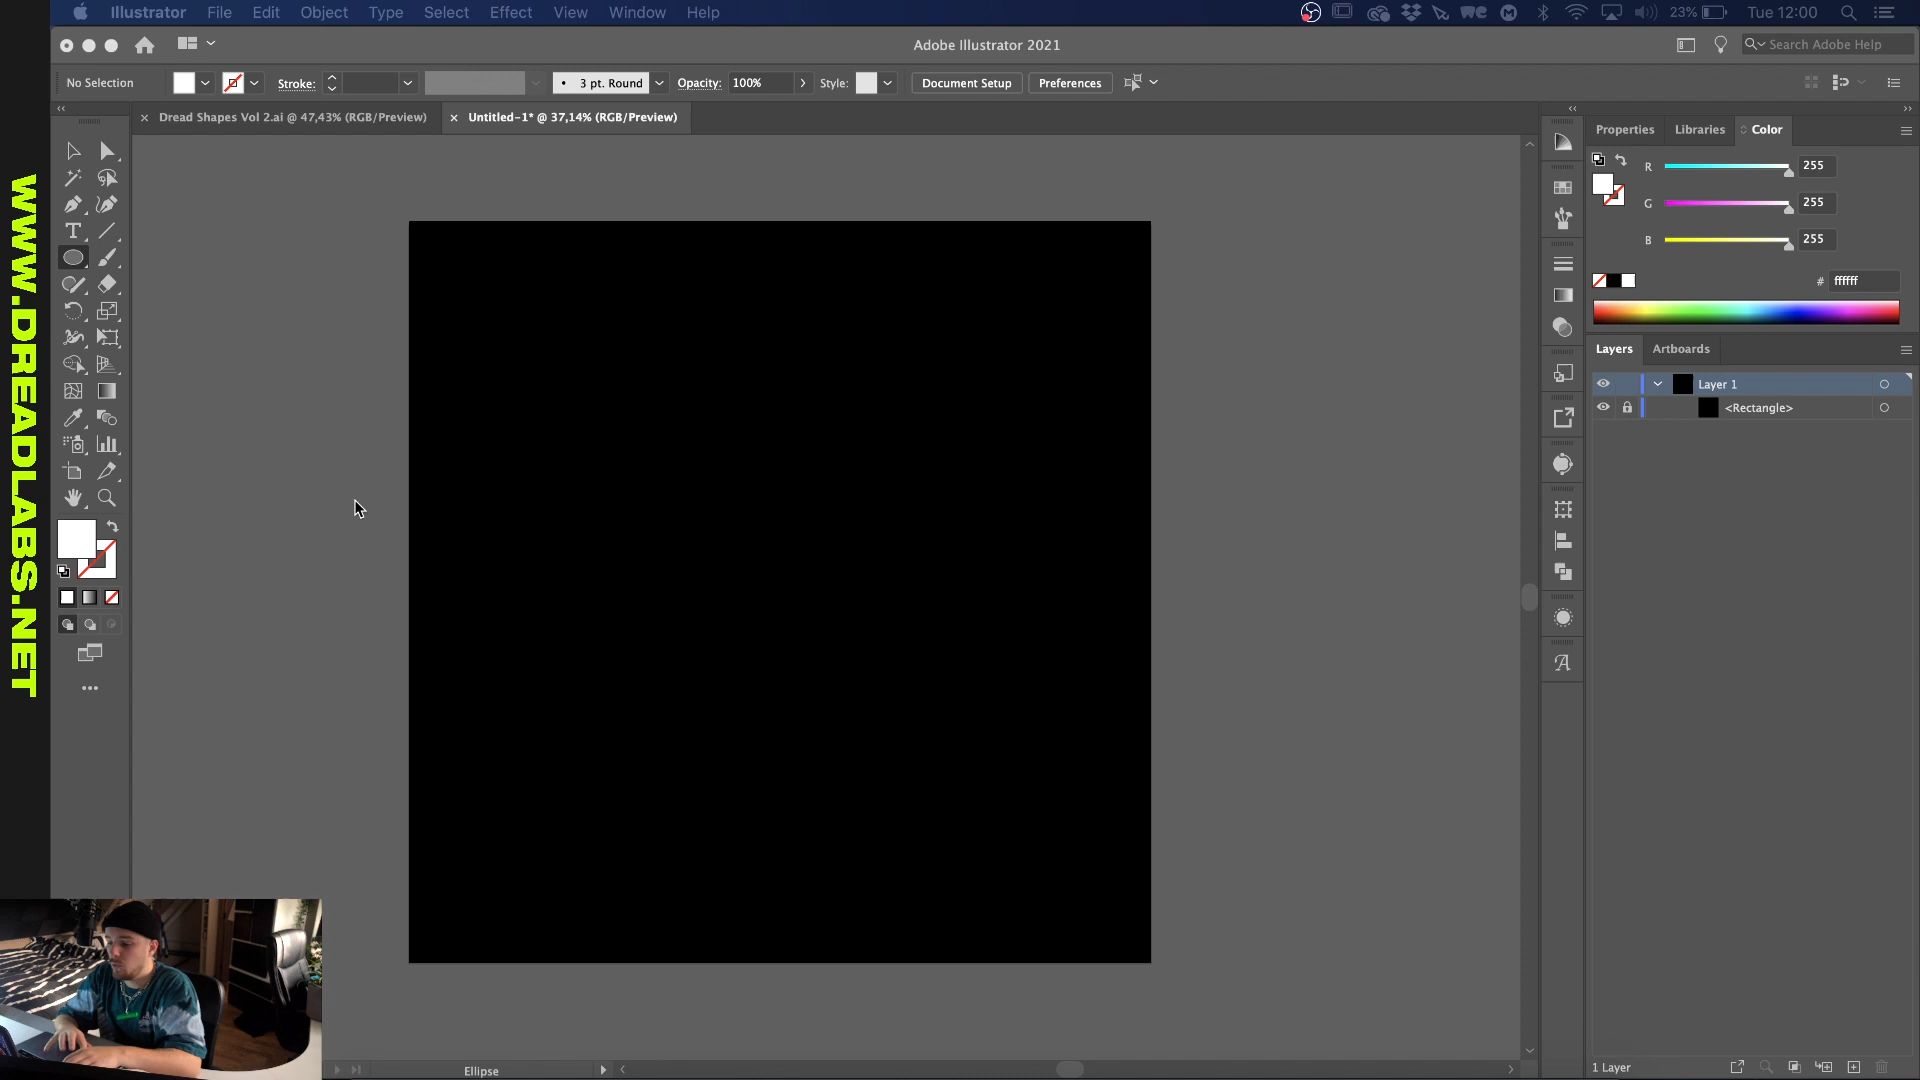 Illustrator File Edit Object Type Select Effect View Window Help
23% Tue 12:00
Adobe Illustrator 2021
Search Adobe Help
No Selection
Stroke:
3 pt. Round
Opacity: 100%
Style:
Document Setup
Preferences
Dread Shapes Vol 2.ai @ 47,43% (RGB/Preview)
Untitled-1* @ 37,14% (RGB/Preview)
Properties Libraries Color
R 255
G 255
B 255
# ffffff
Layers Artboards
Layer 1
<Rectangle>
WWW.DREADLABS.NET
Ellipse
1 Layer